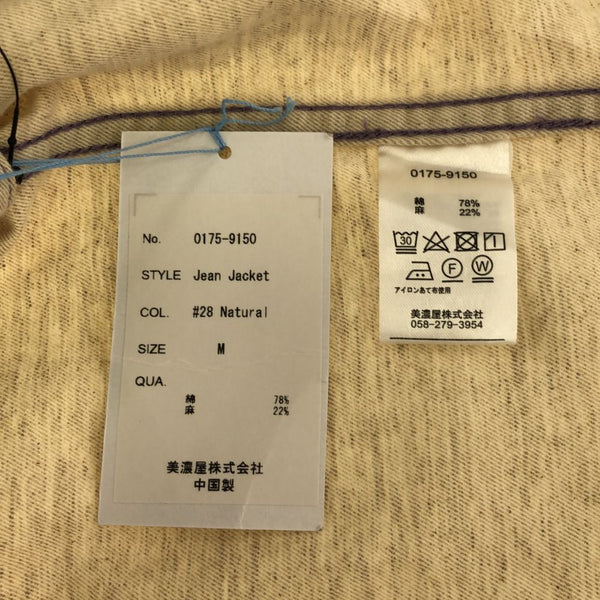 No. 0175-9150
STYLE Jean Jacket
COL. #28 Natural
SIZE M
QUA.
綿 78%
麻 22%
美濃屋株式会社
中国製
0175-9150
綿 78%
麻 22%
30 1
F W
アイロンあて布使用
美濃屋株式会社
058-279-3954